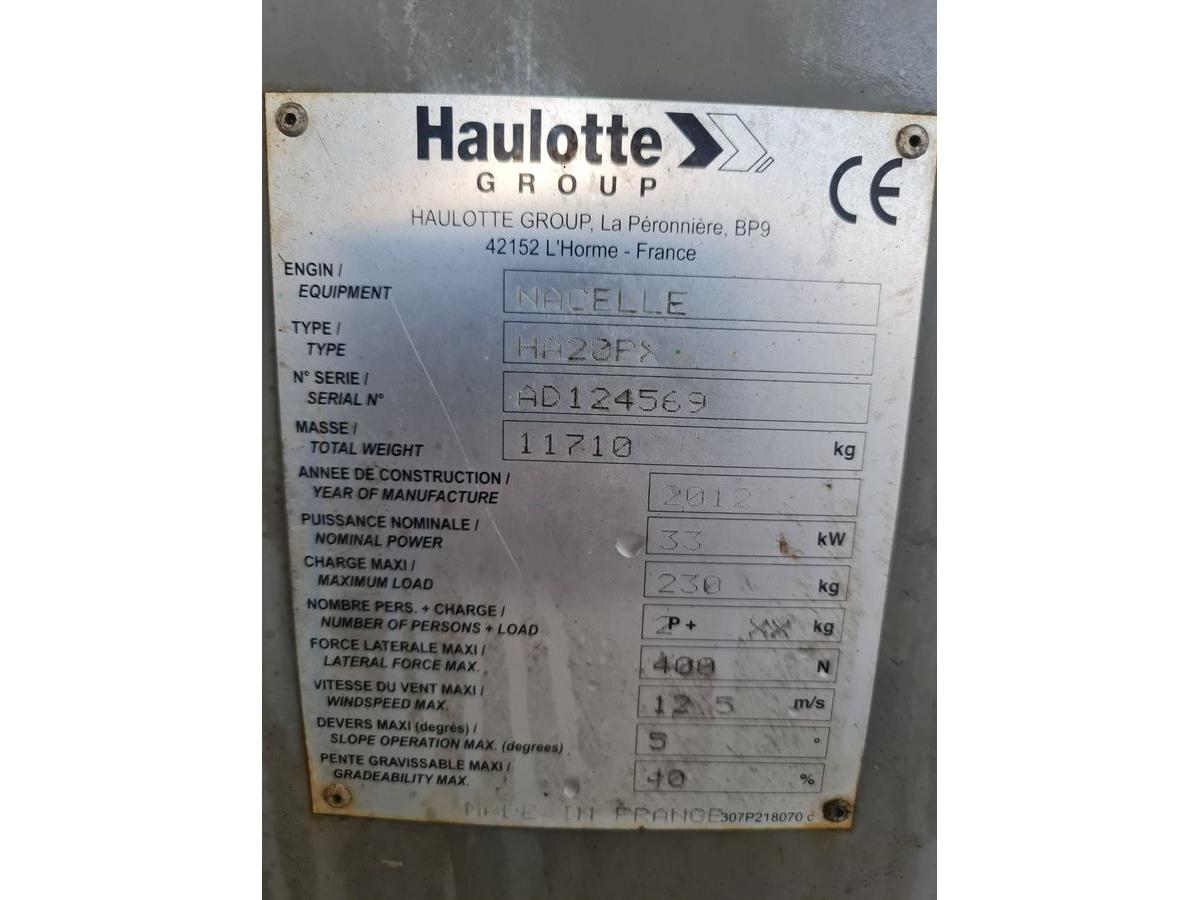 Haulotte
GROUP
CE
HAULOTTE GROUP, La Péronnière, BP9
42152 L'Horme - France
ENGIN /
EQUIPMENT NACELLE
TYPE /
TYPE HA20PX
N° SERIE /
SERIAL N° AD124569
MASSE /
TOTAL WEIGHT 11710 kg
ANNEE DE CONSTRUCTION /
YEAR OF MANUFACTURE 2012
PUISSANCE NOMINALE /
NOMINAL POWER 33 kW
CHARGE MAXI /
MAXIMUM LOAD 230 kg
NOMBRE PERS. + CHARGE /
NUMBER OF PERSONS + LOAD 2P + XX kg
FORCE LATERALE MAXI /
LATERAL FORCE MAX. 400 N
VITESSE DU VENT MAXI /
WINDSPEED MAX. 12.5 m/s
DEVERS MAXI (degrès) /
SLOPE OPERATION MAX. (degrees) 5 °
PENTE GRAVISSABLE MAXI /
GRADEABILITY MAX. 40 %
MADE IN FRANCE 307P218070 c